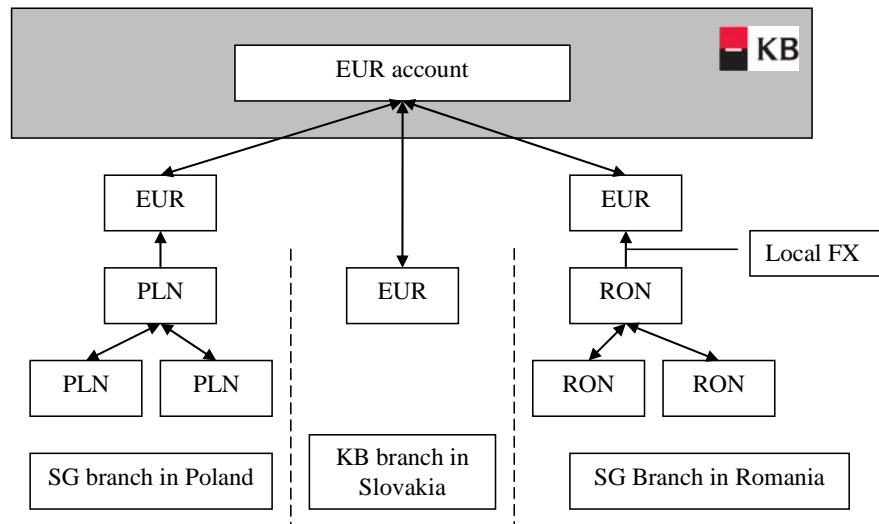 EUR account
KB
EUR
EUR
Local FX
PLN
EUR
RON
PLN
PLN
RON
RON
SG branch in Poland
KB branch in
Slovakia
SG Branch in Romania